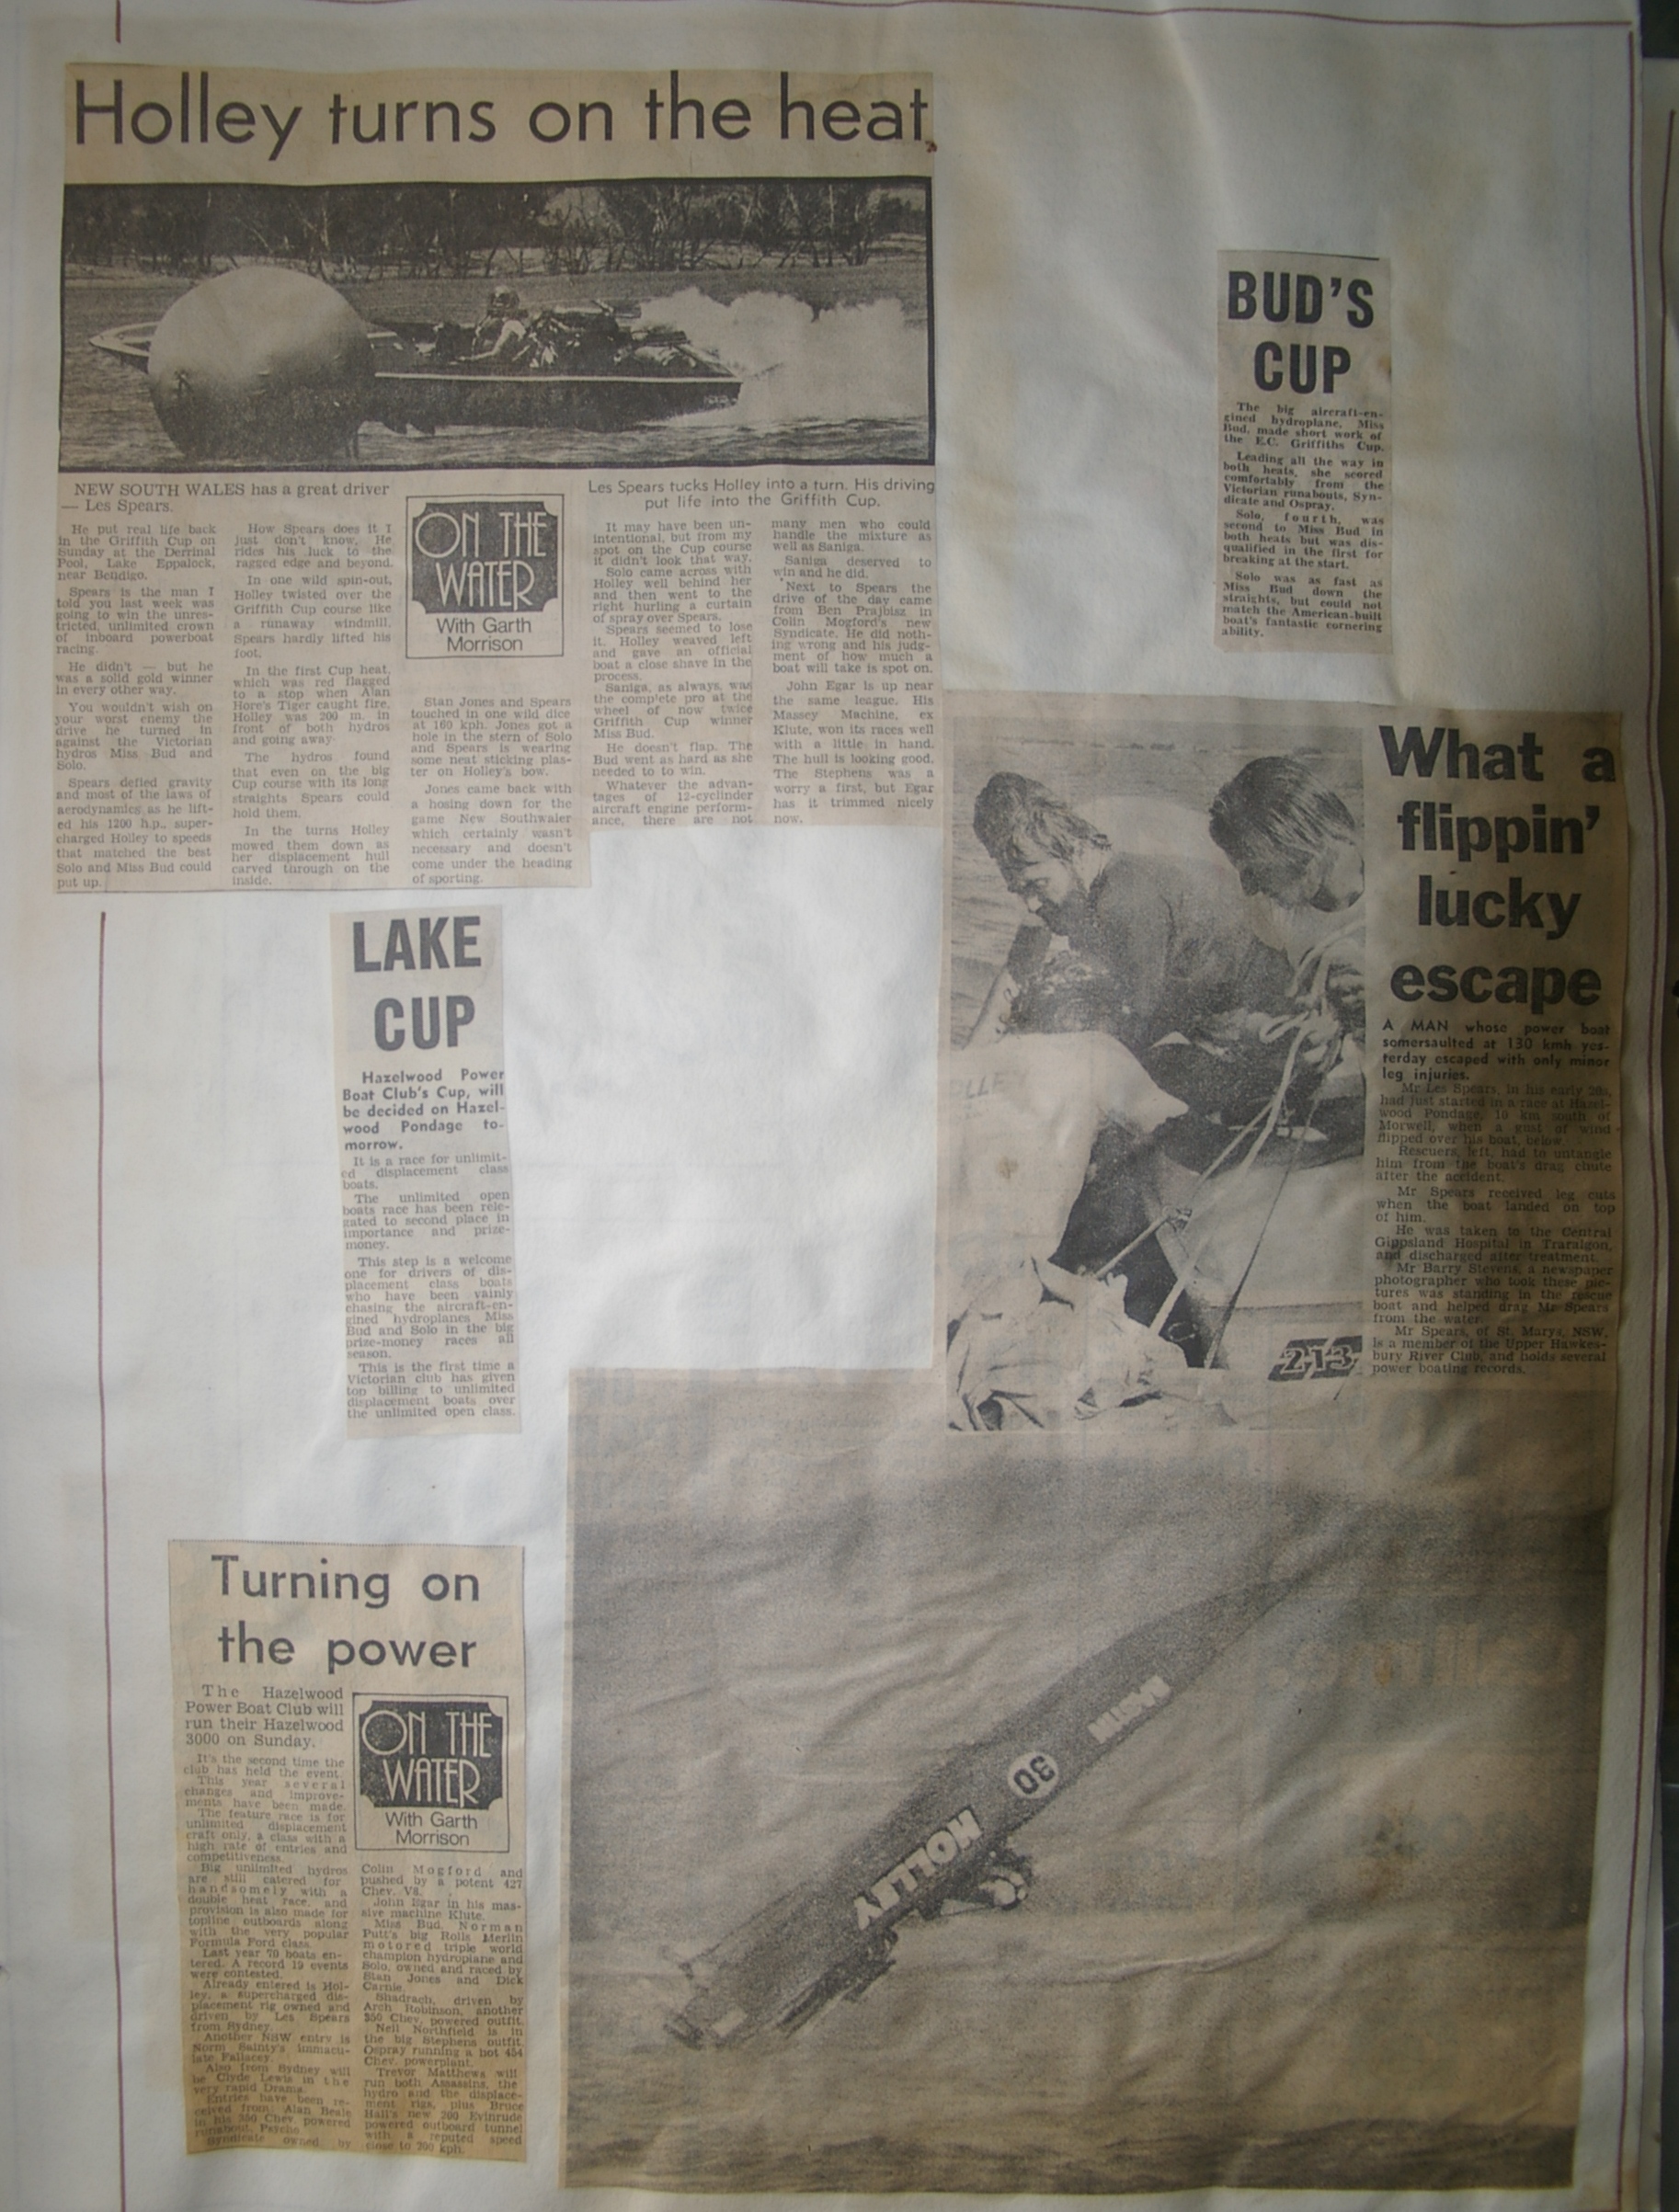 Holley turns on the heat
NEW SOUTH WALES has a great driver
— Les Spears.
He put real life back
in the Griffith Cup on
Sunday at the Derrinal
Pool, Lake Eppalock,
near Bendigo.
Spears is the man I
told you last week was
going to win the unres-
tricted, unlimited crown
of inboard powerboat
racing.
He didn't — but he
was a solid gold winner
in every other way.
You wouldn't wish on
your worst enemy the
drive he turned in
against the Victorian
hydros Miss Bud and
Solo.
Spears defied gravity
and most of the laws of
aerodynamics as he lift-
ed his 1200 h.p., super-
charged Holley to speeds
that matched the best
Solo and Miss Bud could
put up.
How Spears does it I
just don't know. He
rides his luck to the
ragged edge and beyond.
In one wild spin-out,
Holley twisted over the
Griffith Cup course like
a runaway windmill.
Spears hardly lifted his
foot.
In the first Cup heat,
which was red flagged
to a stop when Alan
Hore's Tiger caught fire,
Holley was 200 m. in
front of both hydros
and going away.
The hydros found
that even on the big
Cup course with its long
straights Spears could
hold them.
In the turns Holley
mowed them down as
her displacement hull
carved through on the
inside.
ON THE
WATER
With Garth
Morrison
Stan Jones and Spears
touched in one wild dice
at 160 kph. Jones got a
hole in the stern of Solo
and Spears is wearing
some neat sticking plas-
ter on Holley's bow.
Jones came back with
a hosing down for the
game New Southwaler
which certainly wasn't
necessary and doesn't
come under the heading
of sporting.
Les Spears tucks Holley into a turn. His driving
put life into the Griffith Cup.
It may have been un-
intentional, but from my
spot on the Cup course
it didn't look that way.
Solo came across with
Holley well behind her
and then went to the
right hurling a curtain
of spray over Spears.
Spears seemed to lose
it. Holley weaved left
and gave an official
boat a close shave in the
process.
Saniga, as always, was
the complete pro at the
wheel of now twice
Griffith Cup winner
Miss Bud.
He doesn't flap. The
Bud went as hard as she
needed to to win.
Whatever the advan-
tages of 12-cylinder
aircraft engine perform-
ance, there are not
many men who could
handle the mixture as
well as Saniga.
Saniga deserved to
win and he did.
Next to Spears the
drive of the day came
from Ben Prajbisz in
Colin Mogford's new
Syndicate. He did noth-
ing wrong and his judg-
ment of how much a
boat will take is spot on.
John Egar is up near
the same league. His
Massey Machine, ex
Klute, won its races well
with a little in hand.
The hull is looking good.
The Stephens was a
worry a first, but Egar
has it trimmed nicely
now.
BUD'S
CUP
The big aircraft-en-
gined hydroplane, Miss
Bud, made short work of
the E.C. Griffiths Cup.
Leading all the way in
both heats, she scored
comfortably from the
Victorian runabouts, Syn-
dicate and Ospray.
Solo, fourth, was
second to Miss Bud in
both heats but was dis-
qualified in the first for
breaking at the start.
Solo was as fast as
Miss Bud down the
straights, but could not
match the American-built
boat's fantastic cornering
ability.
LAKE
CUP
Hazelwood Power
Boat Club's Cup, will
be decided on Hazel-
wood Pondage to-
morrow.
It is a race for unlimit-
ed displacement class
boats.
The unlimited open
boats race has been rele-
gated to second place in
importance and prize-
money.
This step is a welcome
one for drivers of dis-
placement class boats
who have been vainly
chasing the aircraft-en-
gined hydroplanes Miss
Bud and Solo in the big
prize-money races all
season.
This is the first time a
Victorian club has given
top billing to unlimited
displacement boats over
the unlimited open class.
What a
flippin'
lucky
escape
A MAN whose power boat
somersaulted at 130 kmh yes-
terday escaped with only minor
leg injuries.
Mr Les Spears, in his early 20s,
had just started in a race at Hazel-
wood Pondage, 10 km south of
Morwell, when a gust of wind
flipped over his boat, below.
Rescuers, left, had to untangle
him from the boat's drag chute
after the accident.
Mr Spears received leg cuts
when the boat landed on top
of him.
He was taken to the Central
Gippsland Hospital in Traralgon,
and discharged after treatment.
Mr Barry Stevens, a newspaper
photographer who took these pic-
tures was standing in the rescue
boat and helped drag Mr Spears
from the water.
Mr Spears, of St. Marys, NSW,
is a member of the Upper Hawkes-
bury River Club, and holds several
power boating records.
OLLEY
213
Turning on
the power
The Hazelwood
Power Boat Club will
run their Hazelwood
3000 on Sunday.
It's the second time the
club has held the event.
This year several
changes and improve-
ments have been made.
The feature race is for
unlimited displacement
craft only, a class with a
high rate of entries and
competitiveness.
Big unlimited hydros
are still catered for
handsomely with a
double heat race, and
provision is also made for
topline outboards along
with the very popular
Formula Ford class.
Last year 70 boats en-
tered. A record 19 events
were contested.
Already entered is Hol-
ley, a supercharged dis-
placement rig owned and
driven by Les Spears
from Sydney.
Another NSW entry is
Norm Sainty's immacu-
late Fallacey.
Also from Sydney will
be Clyde Lewis in the
very rapid Drama.
Entries have been re-
ceived from Alan Beale
in his 350 Chev. powered
runabout, Psycho.
Syndicate owned by
ON THE
WATER
With Garth
Morrison
Colin Mogford and
pushed by a potent 427
Chev. V8.
John Egar in his mas-
sive machine Klute.
Miss Bud, Norman
Putt's big Rolls Merlin
motored triple world
champion hydroplane and
Solo, owned and raced by
Stan Jones and Dick
Carnie.
Shadrach, driven by
Arch Robinson, another
350 Chev. powered outfit.
Neil Northfield is in
the big Stephens outfit
Ospray running a hot 454
Chev. powerplant.
Trevor Matthews will
run both Assassins, the
hydro and the displace-
ment rigs, plus Bruce
Hall's new 200 Evinrude
powered outboard tunnel
with a reputed speed
close to 200 kph.
30
HOLLEY